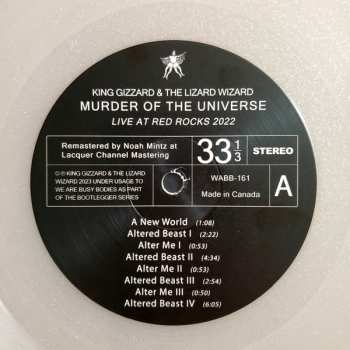 KING GIZZARD & THE LIZARD WIZARD
MURDER OF THE UNIVERSE
LIVE AT RED ROCKS 2022
Remastered by Noah Mintz at
Lacquer Channel Mastering
33 1/3
STEREO
©℗ KING GIZZARD & THE LIZARD
WIZARD 2023 UNDER USAGE TO
WE ARE BUSY BODIES AS PART
OF THE BOOTLEGGER SERIES
WABB-161
Made in Canada
A
A New World (1:08)
Altered Beast I (2:22)
Alter Me I (0:53)
Altered Beast II (4:34)
Alter Me II (0:53)
Altered Beast III (2:54)
Alter Me III (0:50)
Altered Beast IV (6:05)